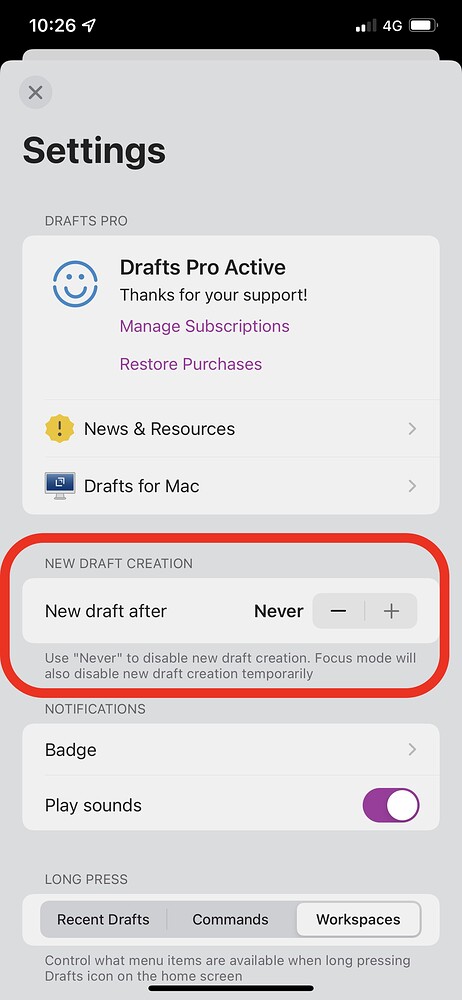 10:26
4G
Settings
DRAFTS PRO
Drafts Pro Active
Thanks for your support!
Manage Subscriptions
Restore Purchases
News & Resources
Drafts for Mac
NEW DRAFT CREATION
New draft after Never − +
Use "Never" to disable new draft creation. Focus mode will
also disable new draft creation temporarily
NOTIFICATIONS
Badge
Play sounds
LONG PRESS
Recent Drafts Commands Workspaces
Control what menu items are available when long pressing
Drafts icon on the home screen